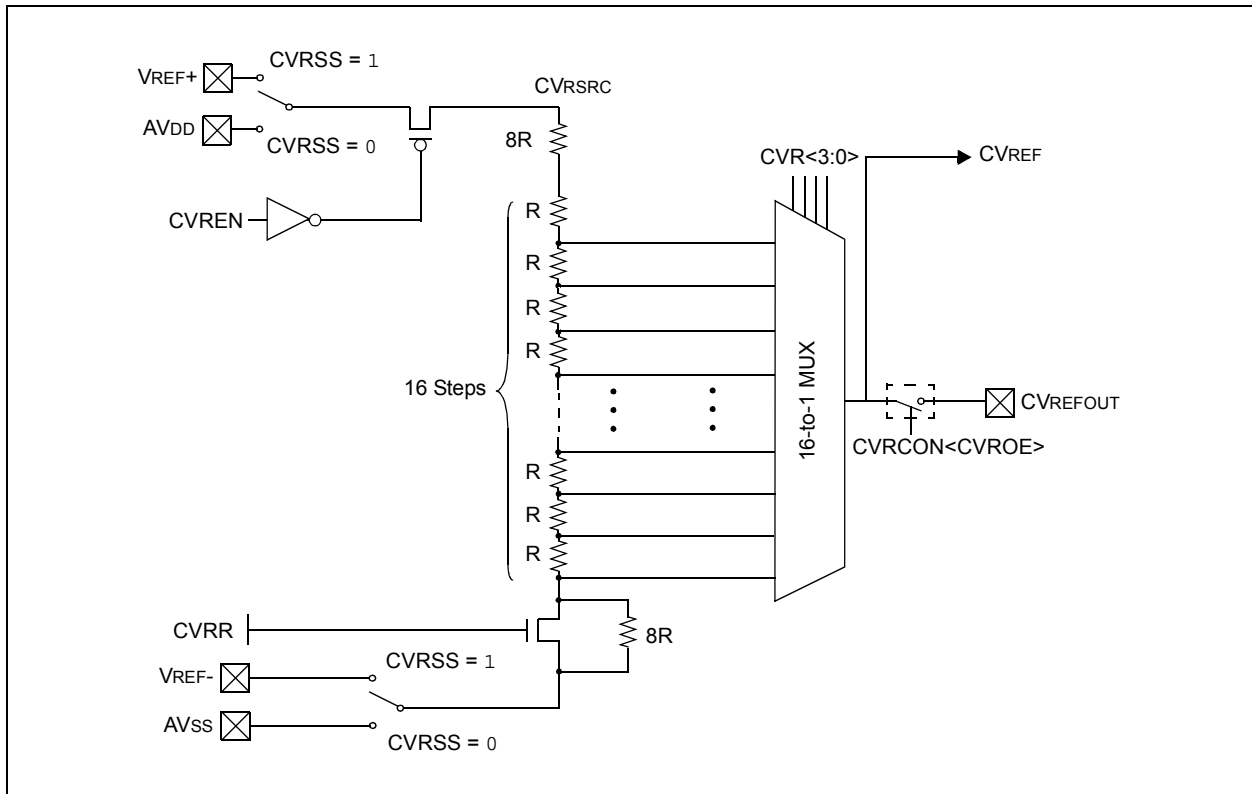 CVRSS = 1
VREF+
CVRSRC
AVDD
8R
CVRSS = 0
CVR<3:0>
CVREF
CVREN
R
R
R
R
16 Steps
16-to-1 MUX
CVREFOUT
CVRCON<CVROE>
R
R
R
CVRR
8R
CVRSS = 1
VREF-
AVSS
CVRSS = 0